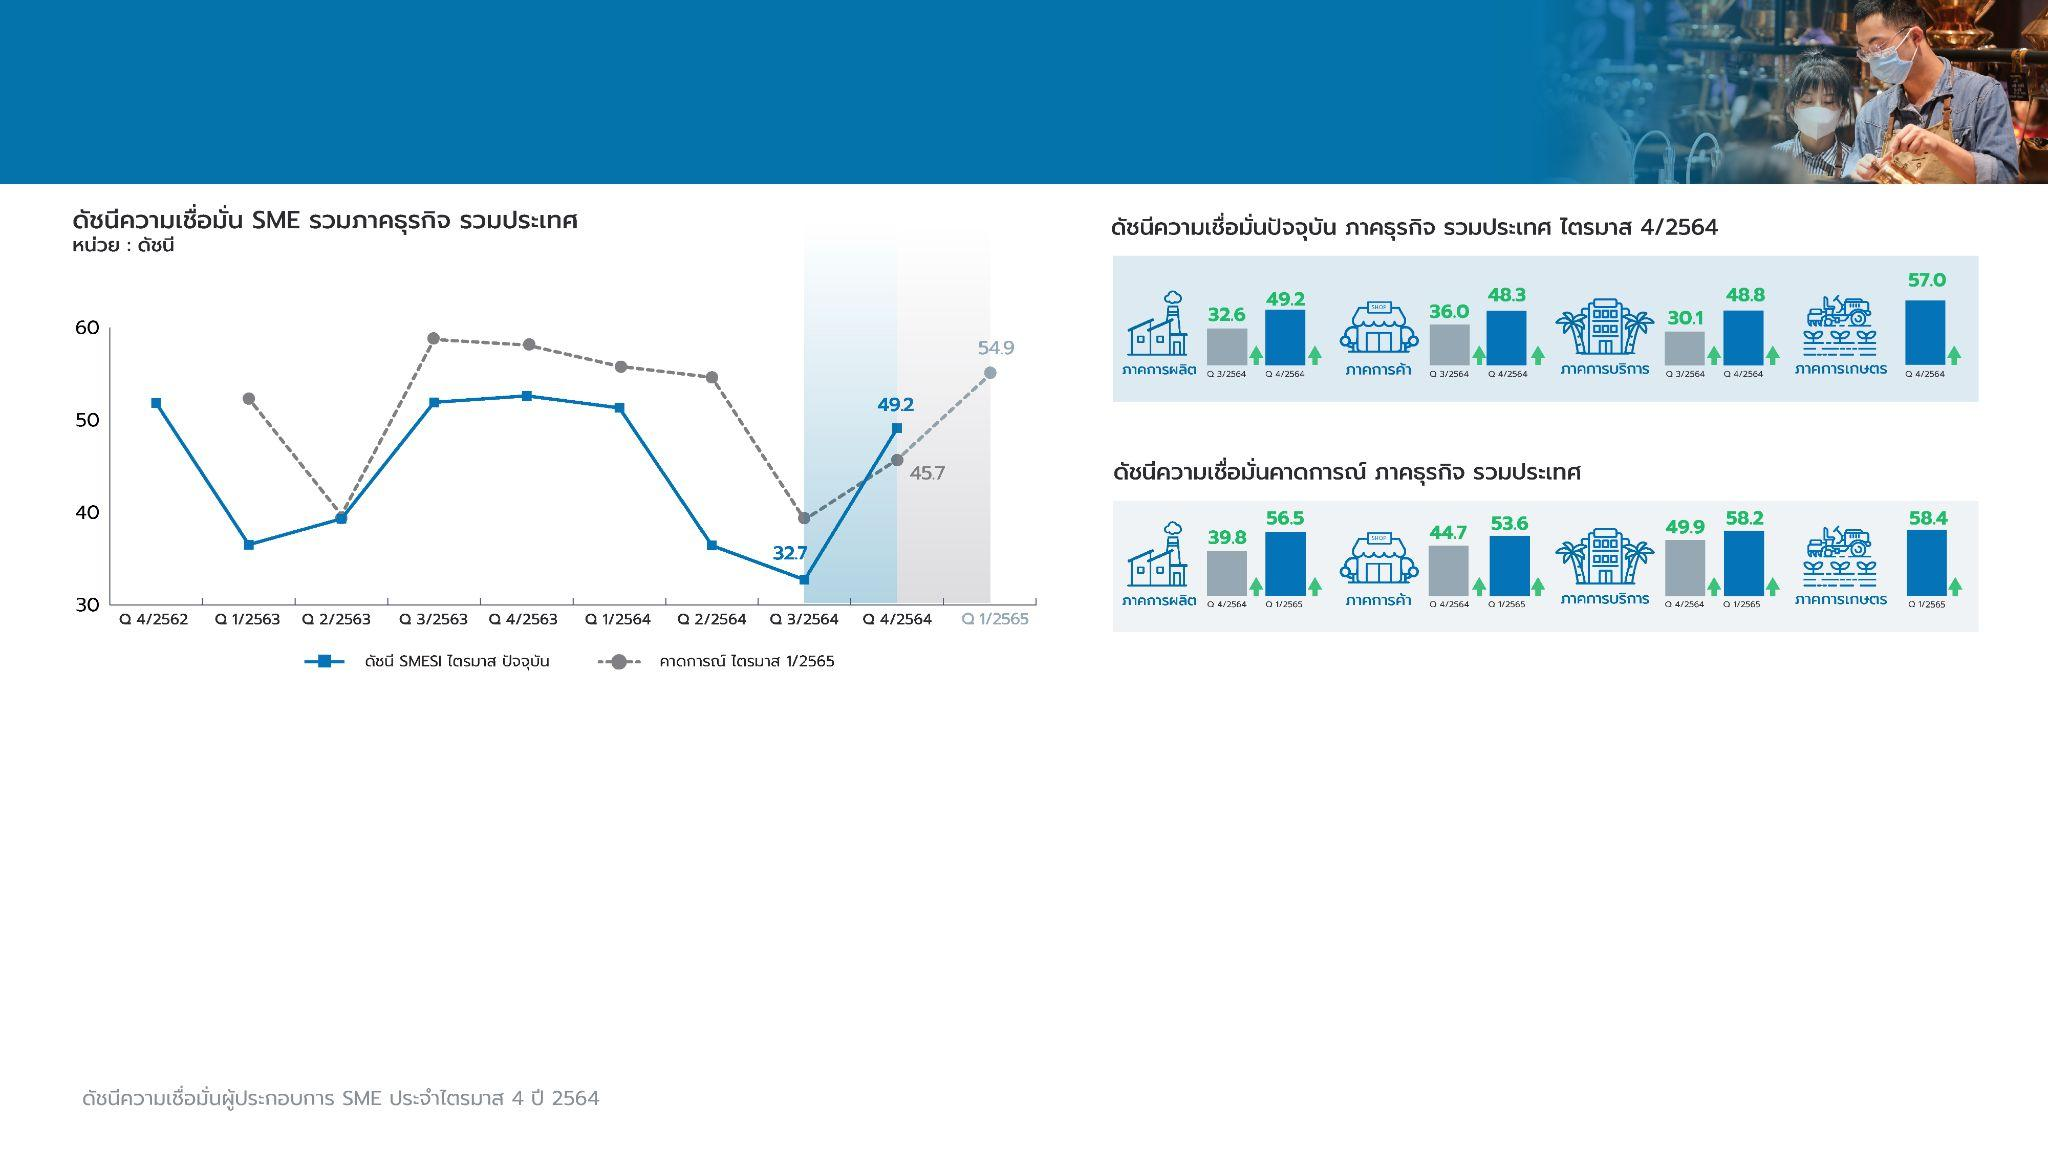 ดัชนีความเชื่อมั่น SME รวมภาคธุรกิจ รวมประเทศ
หน่วย : ดัชนี
60
50
40
30
54.9
49.2
45.7
32.7
Q 4/2562 Q 1/2563 Q 2/2563 Q 3/2563 Q 4/2563 Q 1/2564 Q 2/2564 Q 3/2564 Q 4/2564 Q 1/2565
ดัชนี SMESI ไตรมาส ปัจจุบัน คาดการณ์ ไตรมาส 1/2565
ดัชนีความเชื่อมั่นปัจจุบัน ภาคธุรกิจ รวมประเทศ ไตรมาส 4/2564
32.6 49.2 SHOP 36.0 48.3 30.1 48.8 57.0
ภาคการผลิต Q 3/2564 Q 4/2564 ภาคการค้า Q 3/2564 Q 4/2564 ภาคการบริการ Q 3/2564 Q 4/2564 ภาคการเกษตร Q 4/2564
ดัชนีความเชื่อมั่นคาดการณ์ ภาคธุรกิจ รวมประเทศ
39.8 56.5 SHOP 44.7 53.6 49.9 58.2 58.4
ภาคการผลิต Q 4/2564 Q 1/2565 ภาคการค้า Q 4/2564 Q 1/2565 ภาคการบริการ Q 4/2564 Q 1/2565 ภาคการเกษตร Q 1/2565
ดัชนีความเชื่อมั่นผู้ประกอบการ SME ประจำไตรมาส 4 ปี 2564